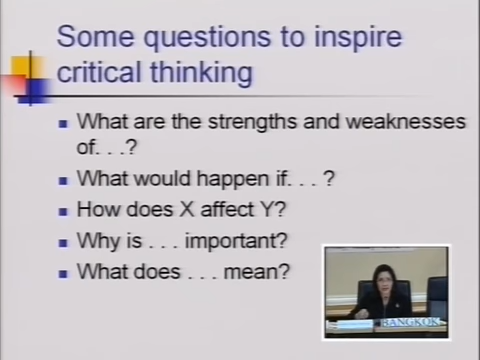 Some questions to inspire
critical thinking
What are the strengths and weaknesses
of. . .?
What would happen if. . . ?
How does X affect Y?
Why is . . . important?
What does . . . mean?
BANGKOK